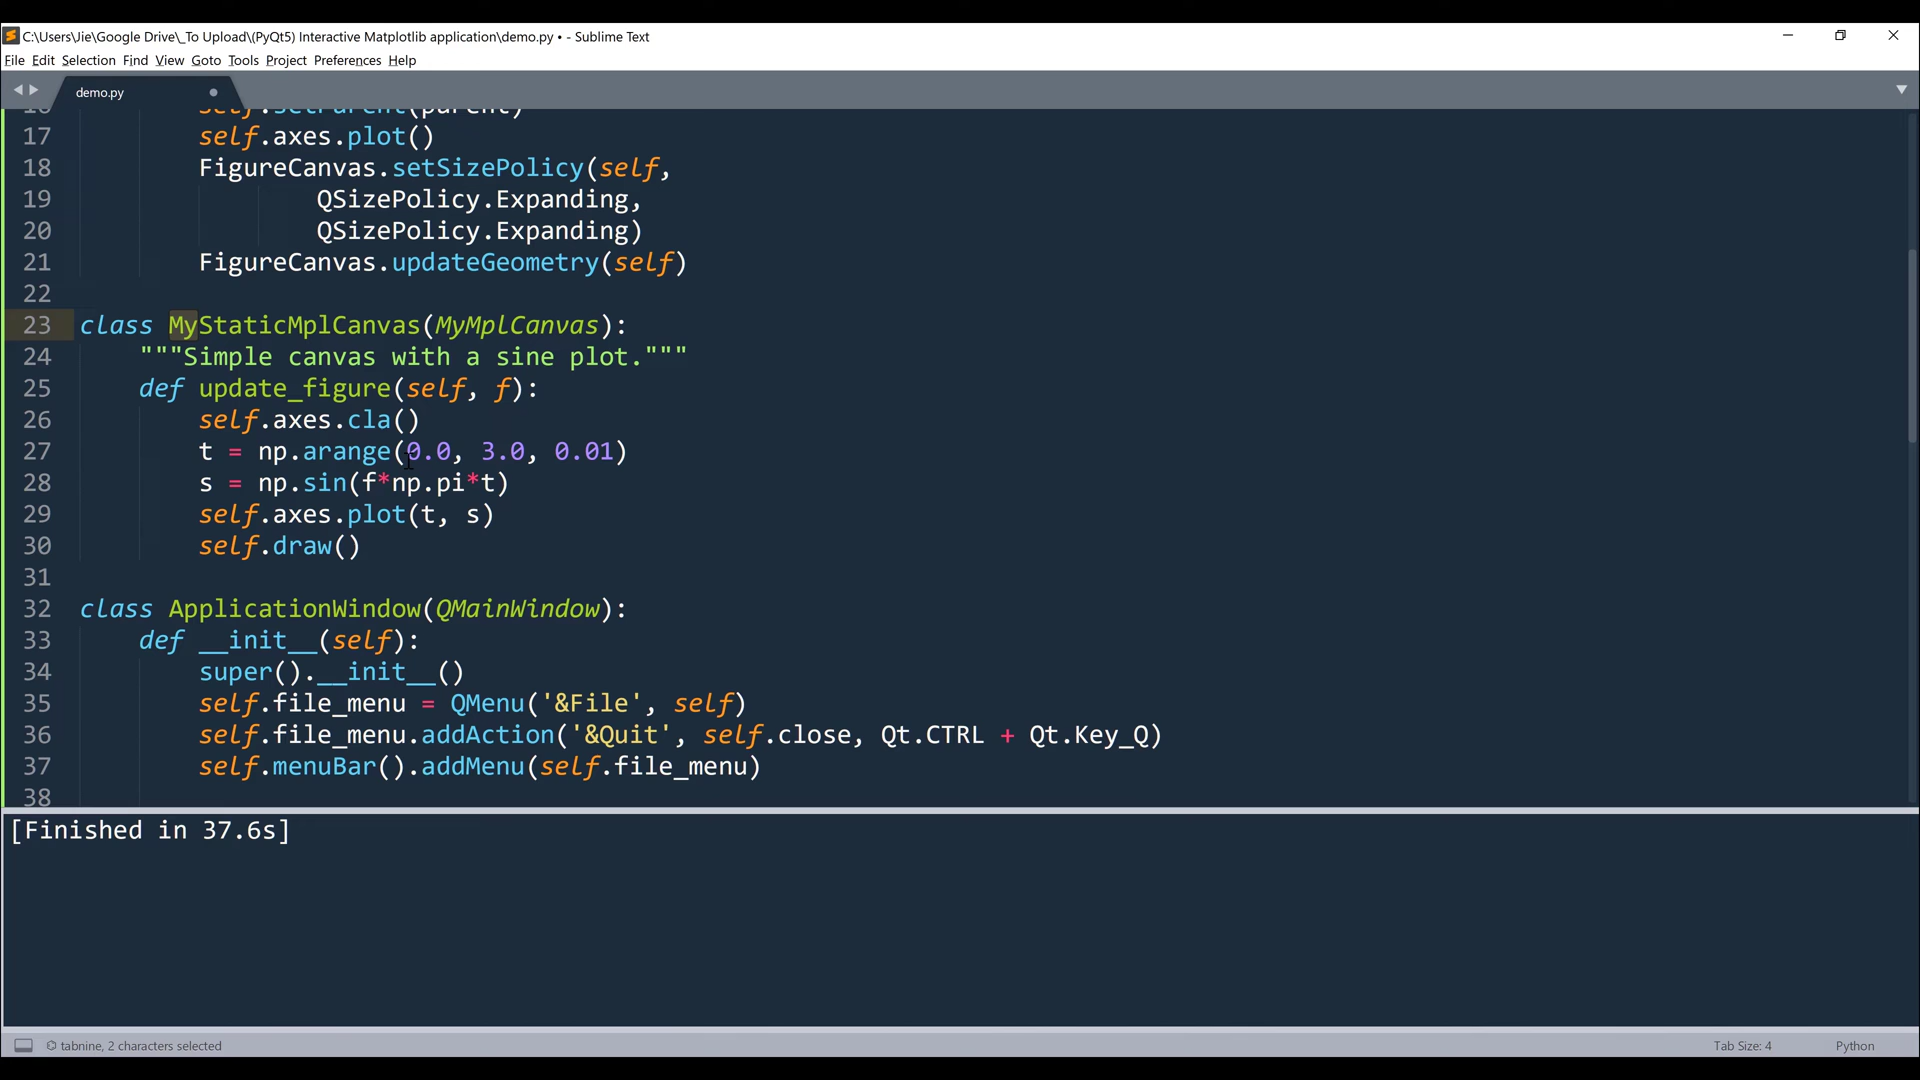 C:\Users\Jie\Google Drive\_To Upload\(PyQt5) Interactive Matplotlib application\demo.py • - Sublime Text
File Edit Selection Find View Goto Tools Project Preferences Help
demo.py
16 self.setParent(parent)
17 self.axes.plot()
18 FigureCanvas.setSizePolicy(self,
19 QSizePolicy.Expanding,
20 QSizePolicy.Expanding)
21 FigureCanvas.updateGeometry(self)
22
23 class MyStaticMplCanvas(MyMplCanvas):
24 """Simple canvas with a sine plot."""
25 def update_figure(self, f):
26 self.axes.cla()
27 t = np.arange(0.0, 3.0, 0.01)
28 s = np.sin(f*np.pi*t)
29 self.axes.plot(t, s)
30 self.draw()
31
32 class ApplicationWindow(QMainWindow):
33 def __init__(self):
34 super().__init__()
35 self.file_menu = QMenu('&File', self)
36 self.file_menu.addAction('&Quit', self.close, Qt.CTRL + Qt.Key_Q)
37 self.menuBar().addMenu(self.file_menu)
38
[Finished in 37.6s]
tabnine, 2 characters selected Tab Size: 4 Python